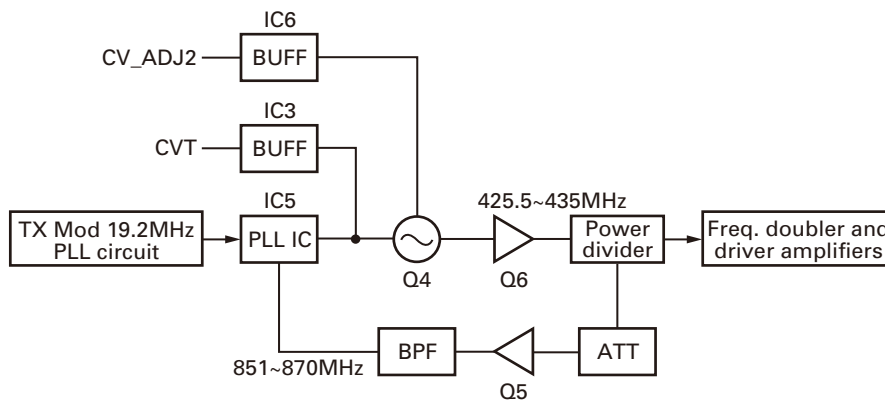 IC6
CV_ADJ2
BUFF
IC3
CVT
BUFF
IC5
425.5~435MHz
TX Mod 19.2MHz
PLL circuit
PLL IC
Power
divider
Freq. doubler and
driver amplifiers
Q4
Q6
851~870MHz
BPF
Q5
ATT